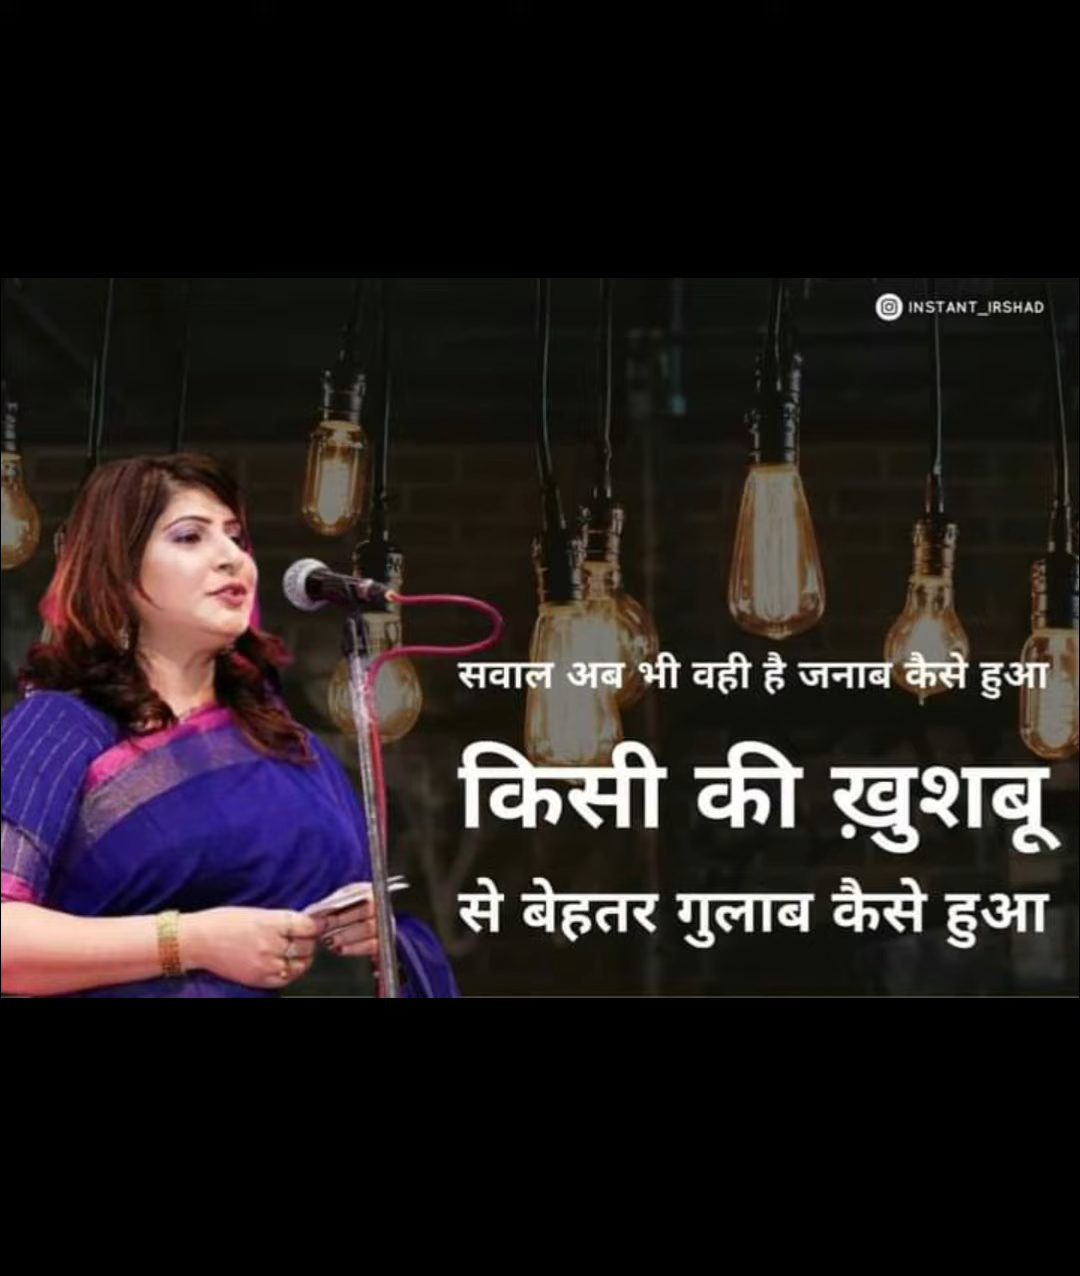 INSTANT_IRSHAD
सवाल अब भी वही है जनाब कैसे हुआ
किसी की ख़ुशबू
से बेहतर गुलाब कैसे हुआ